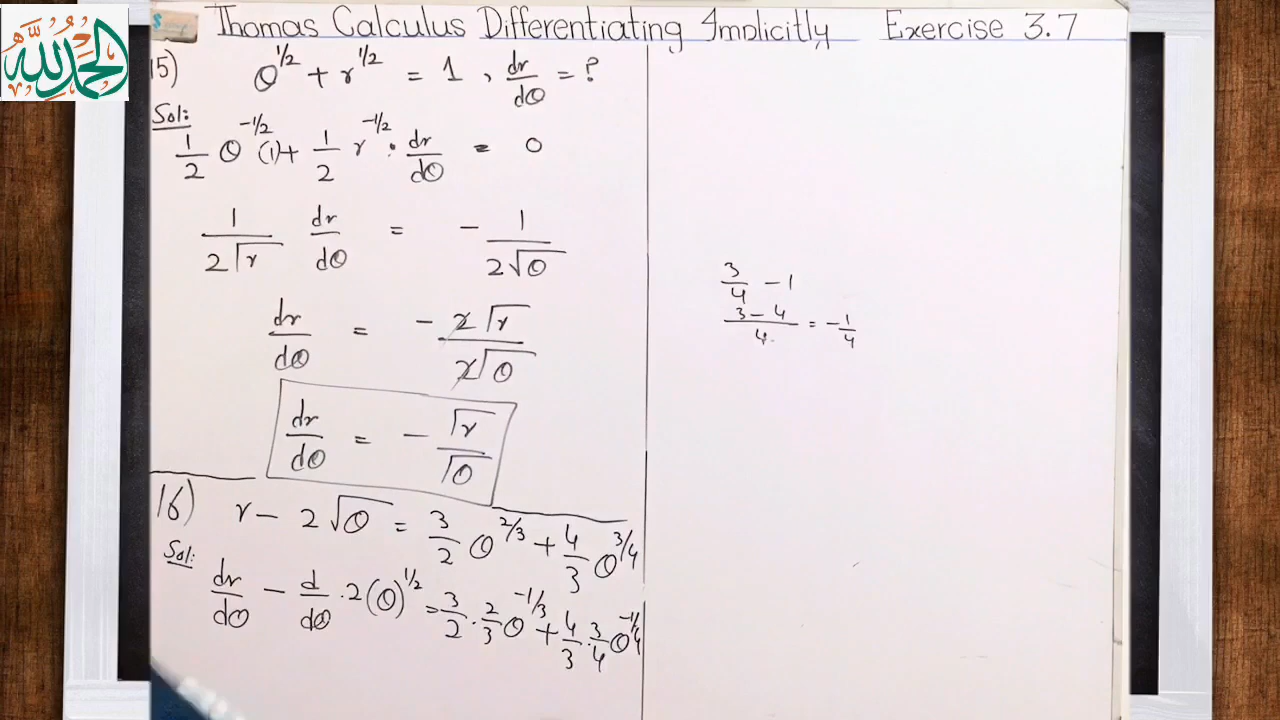 الحمد لله
Thomas Calculus Differentiating Implicitly Exercise 3.7
15) θ^{1/2} + r^{1/2} = 1 , dr/dθ = ?
Sol:
1/2 θ^{-1/2} (1) + 1/2 r^{-1/2} · dr/dθ = 0
1/(2√r) dr/dθ = - 1/(2√θ)
dr/dθ = - 2√r/(2√θ)
dr/dθ = - √r/√θ
16) r - 2√θ = 3/2 θ^{2/3} + 4/3 θ^{3/4}
Sol:
dr/dθ - d/dθ · 2(θ)^{1/2} = 3/2 · 2/3 θ^{-1/3} + 4/3 · 3/4 θ^{-1/4}
3/4 - 1
(3 - 4)/4 = -1/4